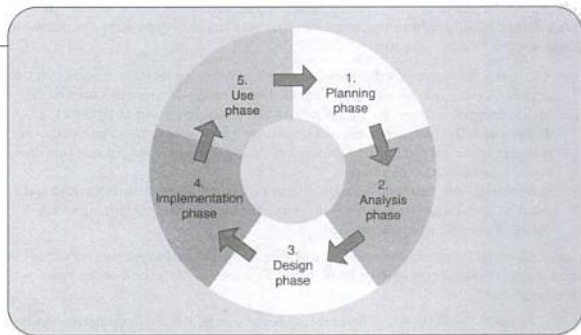 1.
Planning
phase
2.
Analysis
phase
3.
Design
phase
4.
Implementation
phase
5.
Use
phase